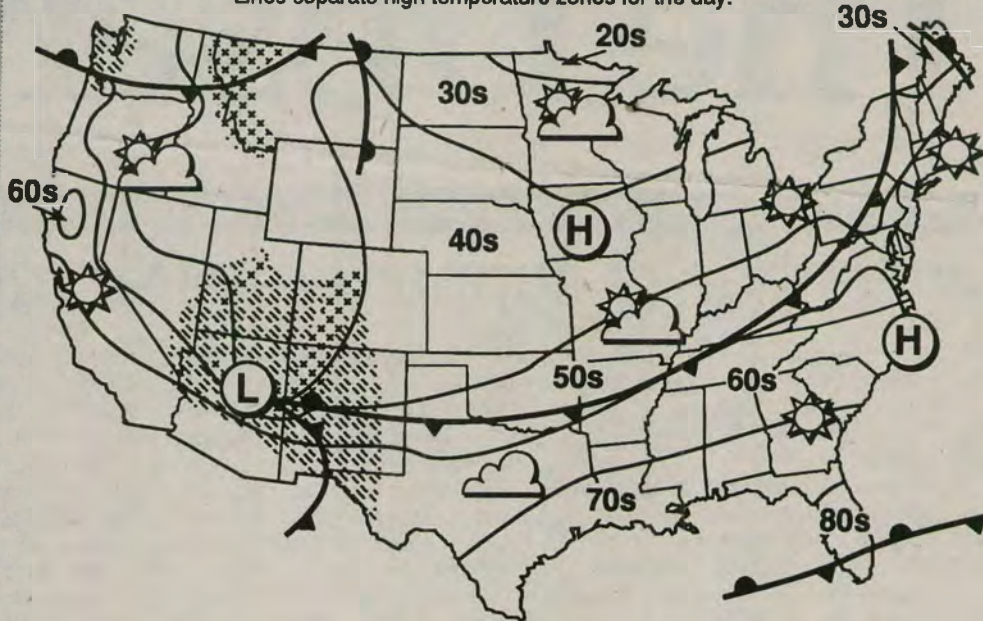 Lines separate high temperature zones for the day.
30s
20s
30s
60s
40s
H
50s
L
60s
H
70s
80s